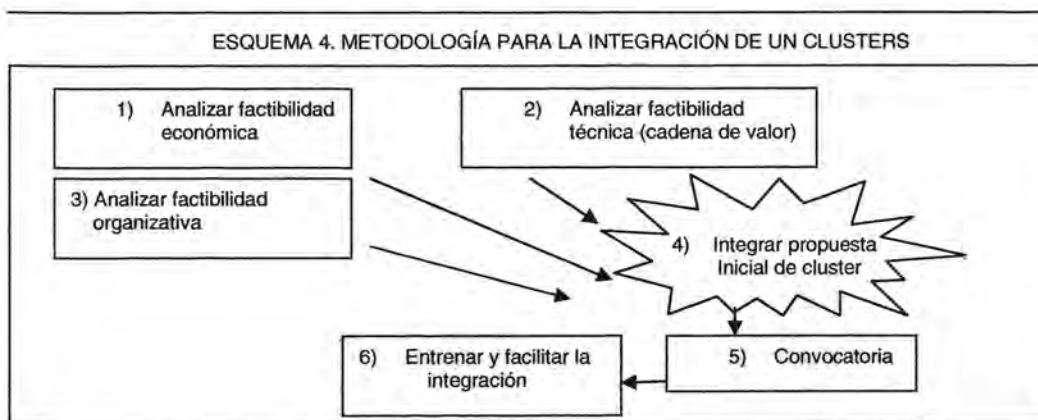 ESQUEMA 4. METODOLOGÍA PARA LA INTEGRACIÓN DE UN CLUSTERS
1) Analizar factibilidad
económica
2) Analizar factibilidad
técnica (cadena de valor)
3) Analizar factibilidad
organizativa
4) Integrar propuesta
Inicial de cluster
5) Convocatoria
6) Entrenar y facilitar la
integración